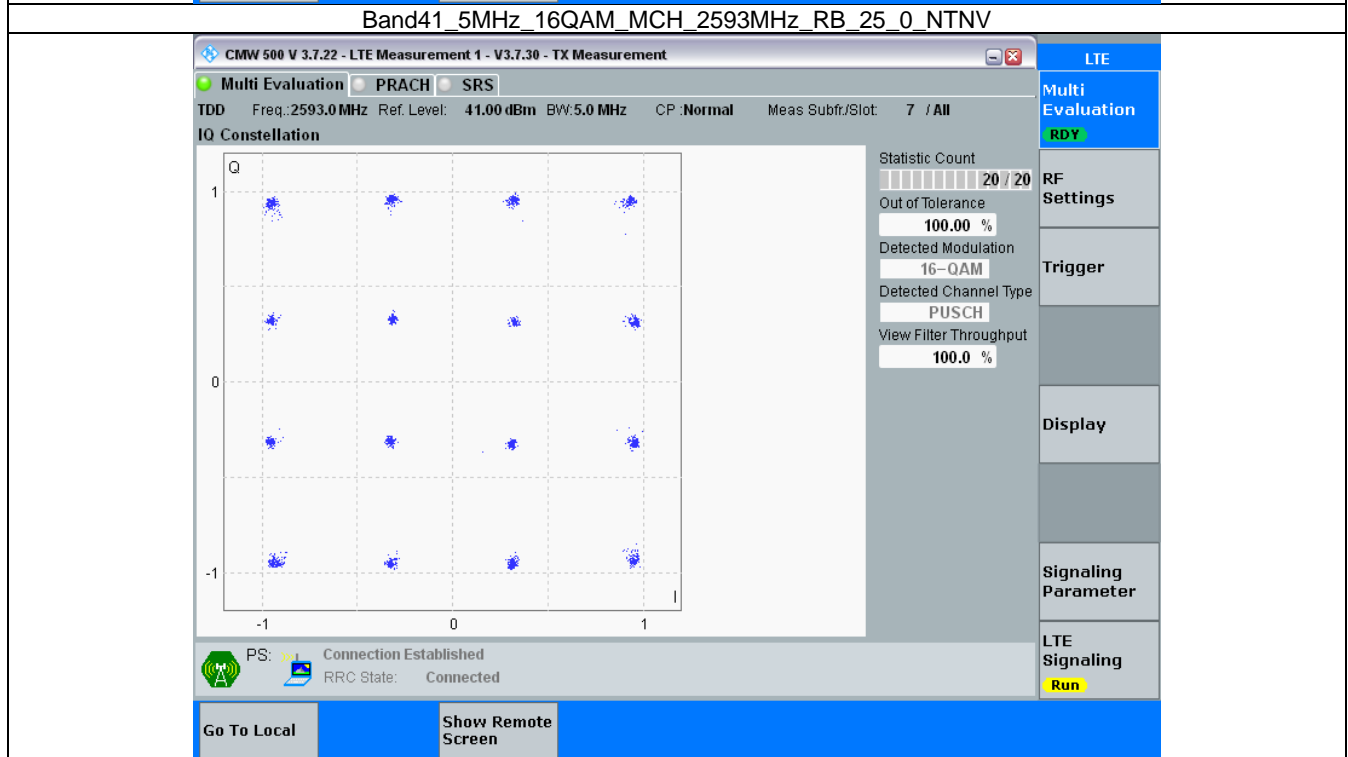 Band41_5MHz_16QAM_MCH_2593MHz_RB_25_0_NTNV
CMW 500 V 3.7.22 - LTE Measurement 1 - V3.7.30 - TX Measurement
LTE
Multi Evaluation PRACH SRS
Multi
Evaluation
RDY
TDD Freq.:2593.0 MHz Ref. Level: 41.00 dBm BW:5.0 MHz CP :Normal Meas Subfr./Slot: 7 / All
IQ Constellation
Q
1
0
-1
I
-1 0 1
Statistic Count
20 / 20
Out of Tolerance
100.00 %
Detected Modulation
16-QAM
Detected Channel Type
PUSCH
View Filter Throughput
100.0 %
RF
Settings
Trigger
Display
Signaling
Parameter
LTE
Signaling
Run
PS: Connection Established
RRC State: Connected
Go To Local
Show Remote
Screen